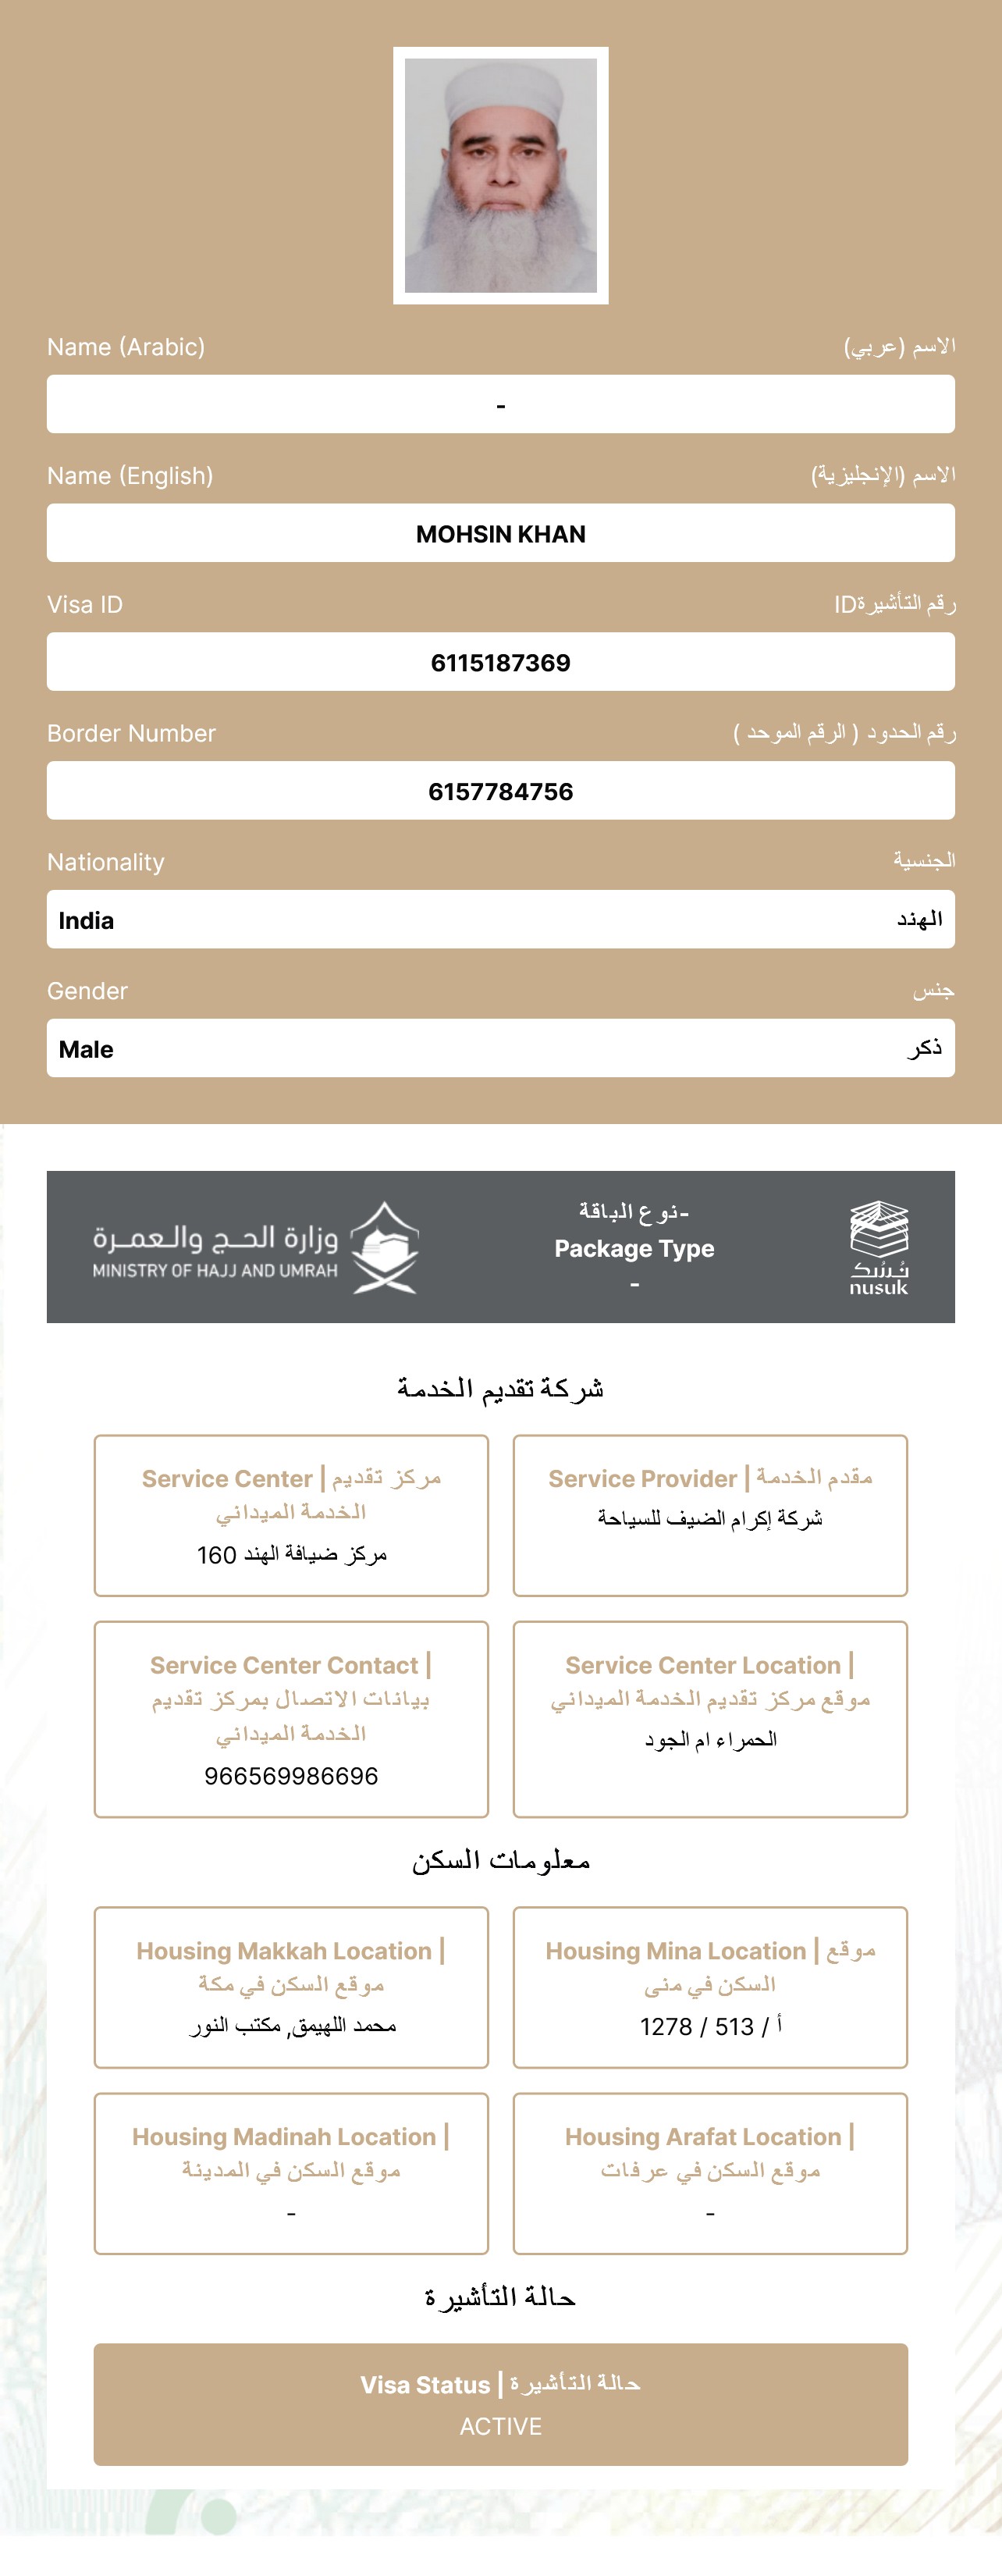 Name (Arabic) الاسم (عربي)
-
Name (English) الاسم (الإنجليزية)
MOHSIN KHAN
Visa ID رقم التأشيرةID
6115187369
Border Number رقم الحدود ( الرقم الموحد )
6157784756
Nationality الجنسية
India الهند
Gender جنس
Male ذكر
وزارة الحج والعمرة
MINISTRY OF HAJJ AND UMRAH
-نوع الباقة
Package Type
-
نُسُك
nusuk
شركة تقديم الخدمة
Service Center | مركز تقديم
الخدمة الميداني
مركز ضيافة الهند 160
Service Provider | مقدم الخدمة
شركة إكرام الضيف للسياحة
Service Center Contact |
بيانات الاتصال بمركز تقديم
الخدمة الميداني
966569986696
Service Center Location |
موقع مركز تقديم الخدمة الميداني
الحمراء ام الجود
معلومات السكن
Housing Makkah Location |
موقع السكن في مكة
محمد اللهيمق, مكتب النور
Housing Mina Location | موقع
السكن في منى
أ / 513 / 1278
Housing Madinah Location |
موقع السكن في المدينة
-
Housing Arafat Location |
موقع السكن في عرفات
-
حالة التأشيرة
Visa Status | حالة التأشيرة
ACTIVE